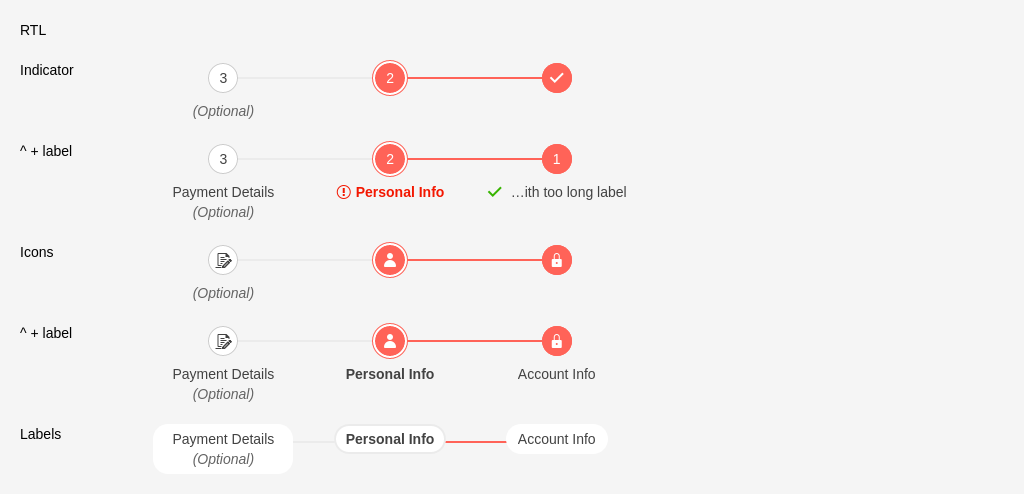 RTL
Indicator
3 2
(Optional)
^ + label
3 2 1
Payment Details Personal Info …ith too long label
(Optional)
Icons
(Optional)
^ + label
Payment Details Personal Info Account Info
(Optional)
Labels
Payment Details Personal Info Account Info
(Optional)